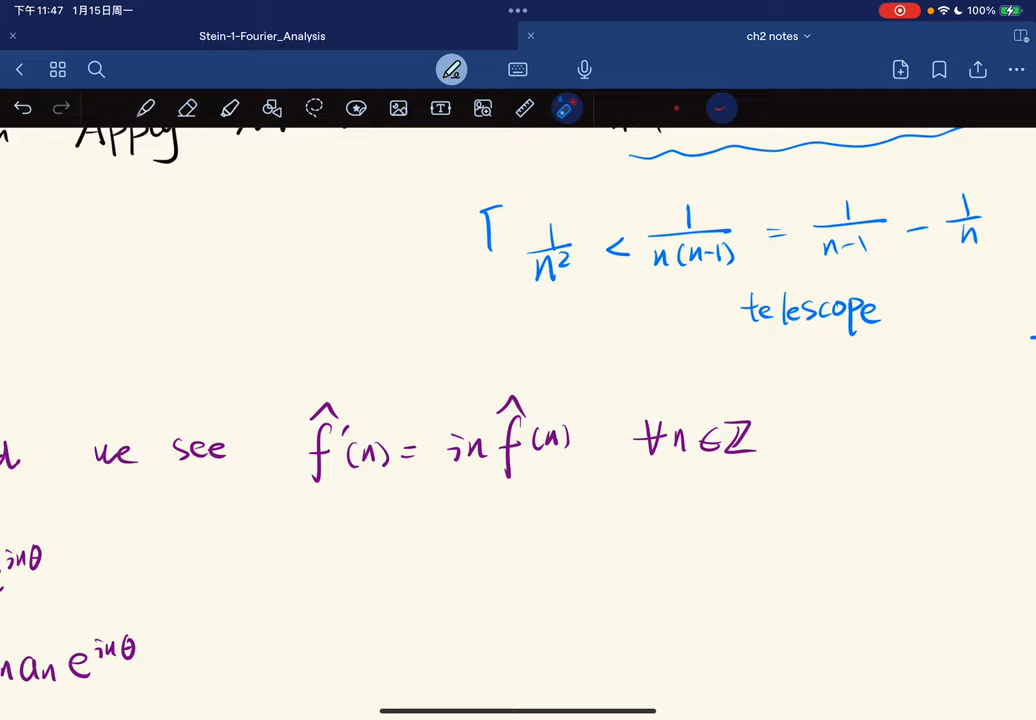 下午11:47 1月15日周一 100%
Stein-1-Fourier_Analysis ch2 notes
Apply
1/n² < 1/n(n-1) = 1/(n-1) - 1/n
telescope
we see f̂'(n) = in f̂(n) ∀n∈ℤ
e^{inθ}
nan e^{inθ}